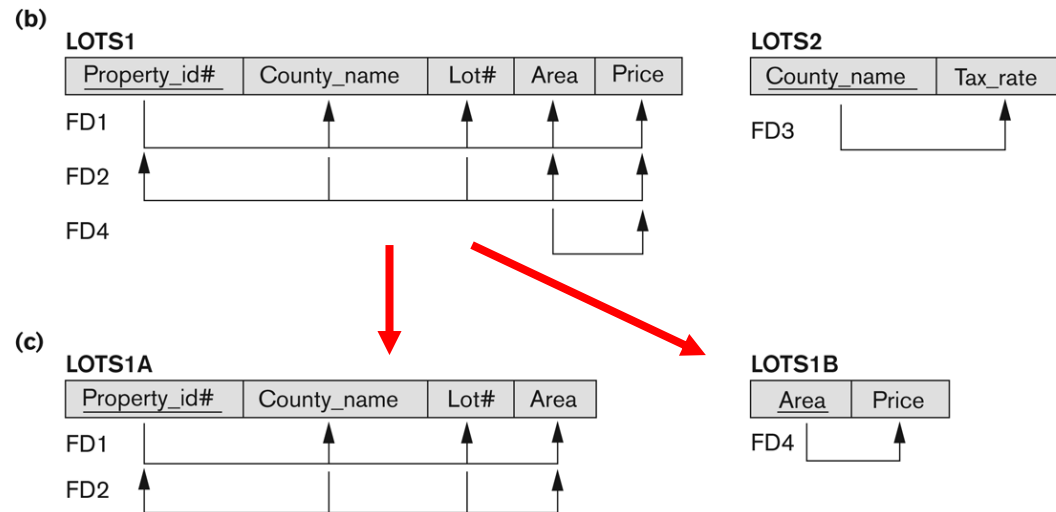 (b)
LOTS1
Property_id# County_name Lot# Area Price
FD1
FD2
FD4
LOTS2
County_name Tax_rate
FD3
(c)
LOTS1A
Property_id# County_name Lot# Area
FD1
FD2
LOTS1B
Area Price
FD4